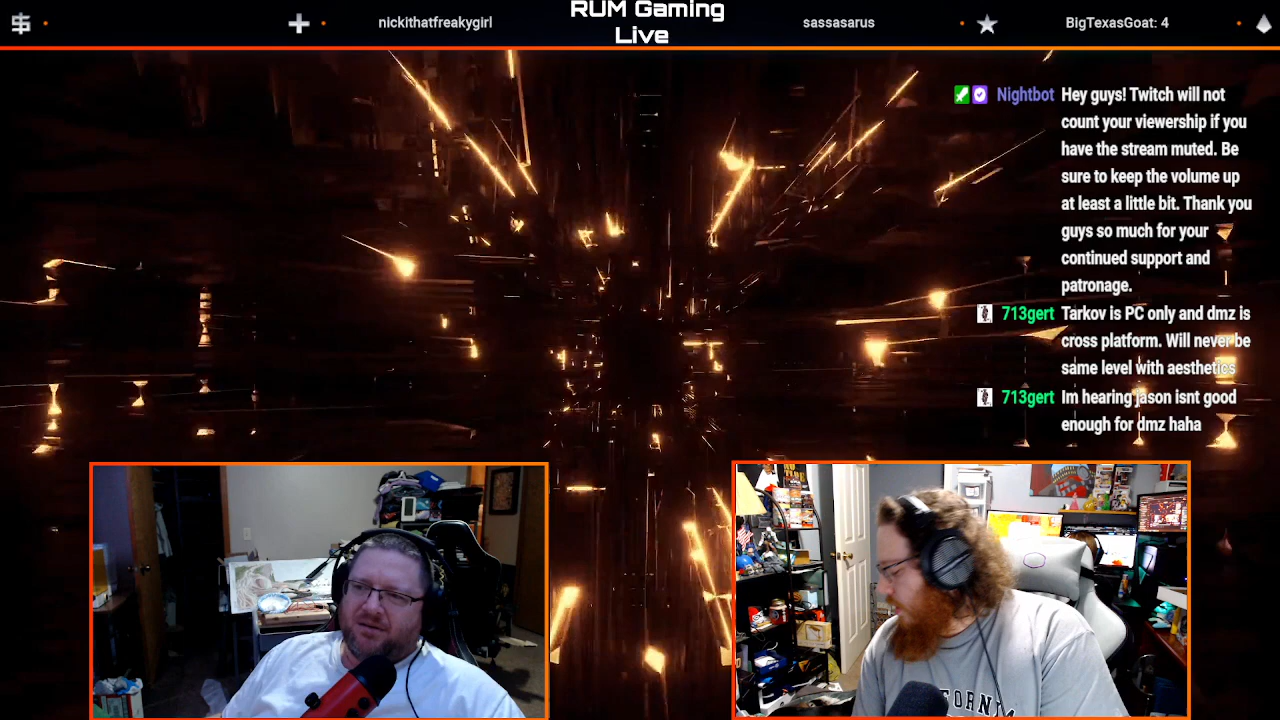 nickithatfreakygirl
RUM Gaming
Live
sassasarus
BigTexasGoat: 4
Nightbot Hey guys! Twitch will not
count your viewership if you
have the stream muted. Be
sure to keep the volume up
at least a little bit. Thank you
guys so much for your
continued support and
patronage.
713gert Tarkov is PC only and dmz is
cross platform. Will never be
same level with aesthetics
713gert Im hearing jason isnt good
enough for dmz haha